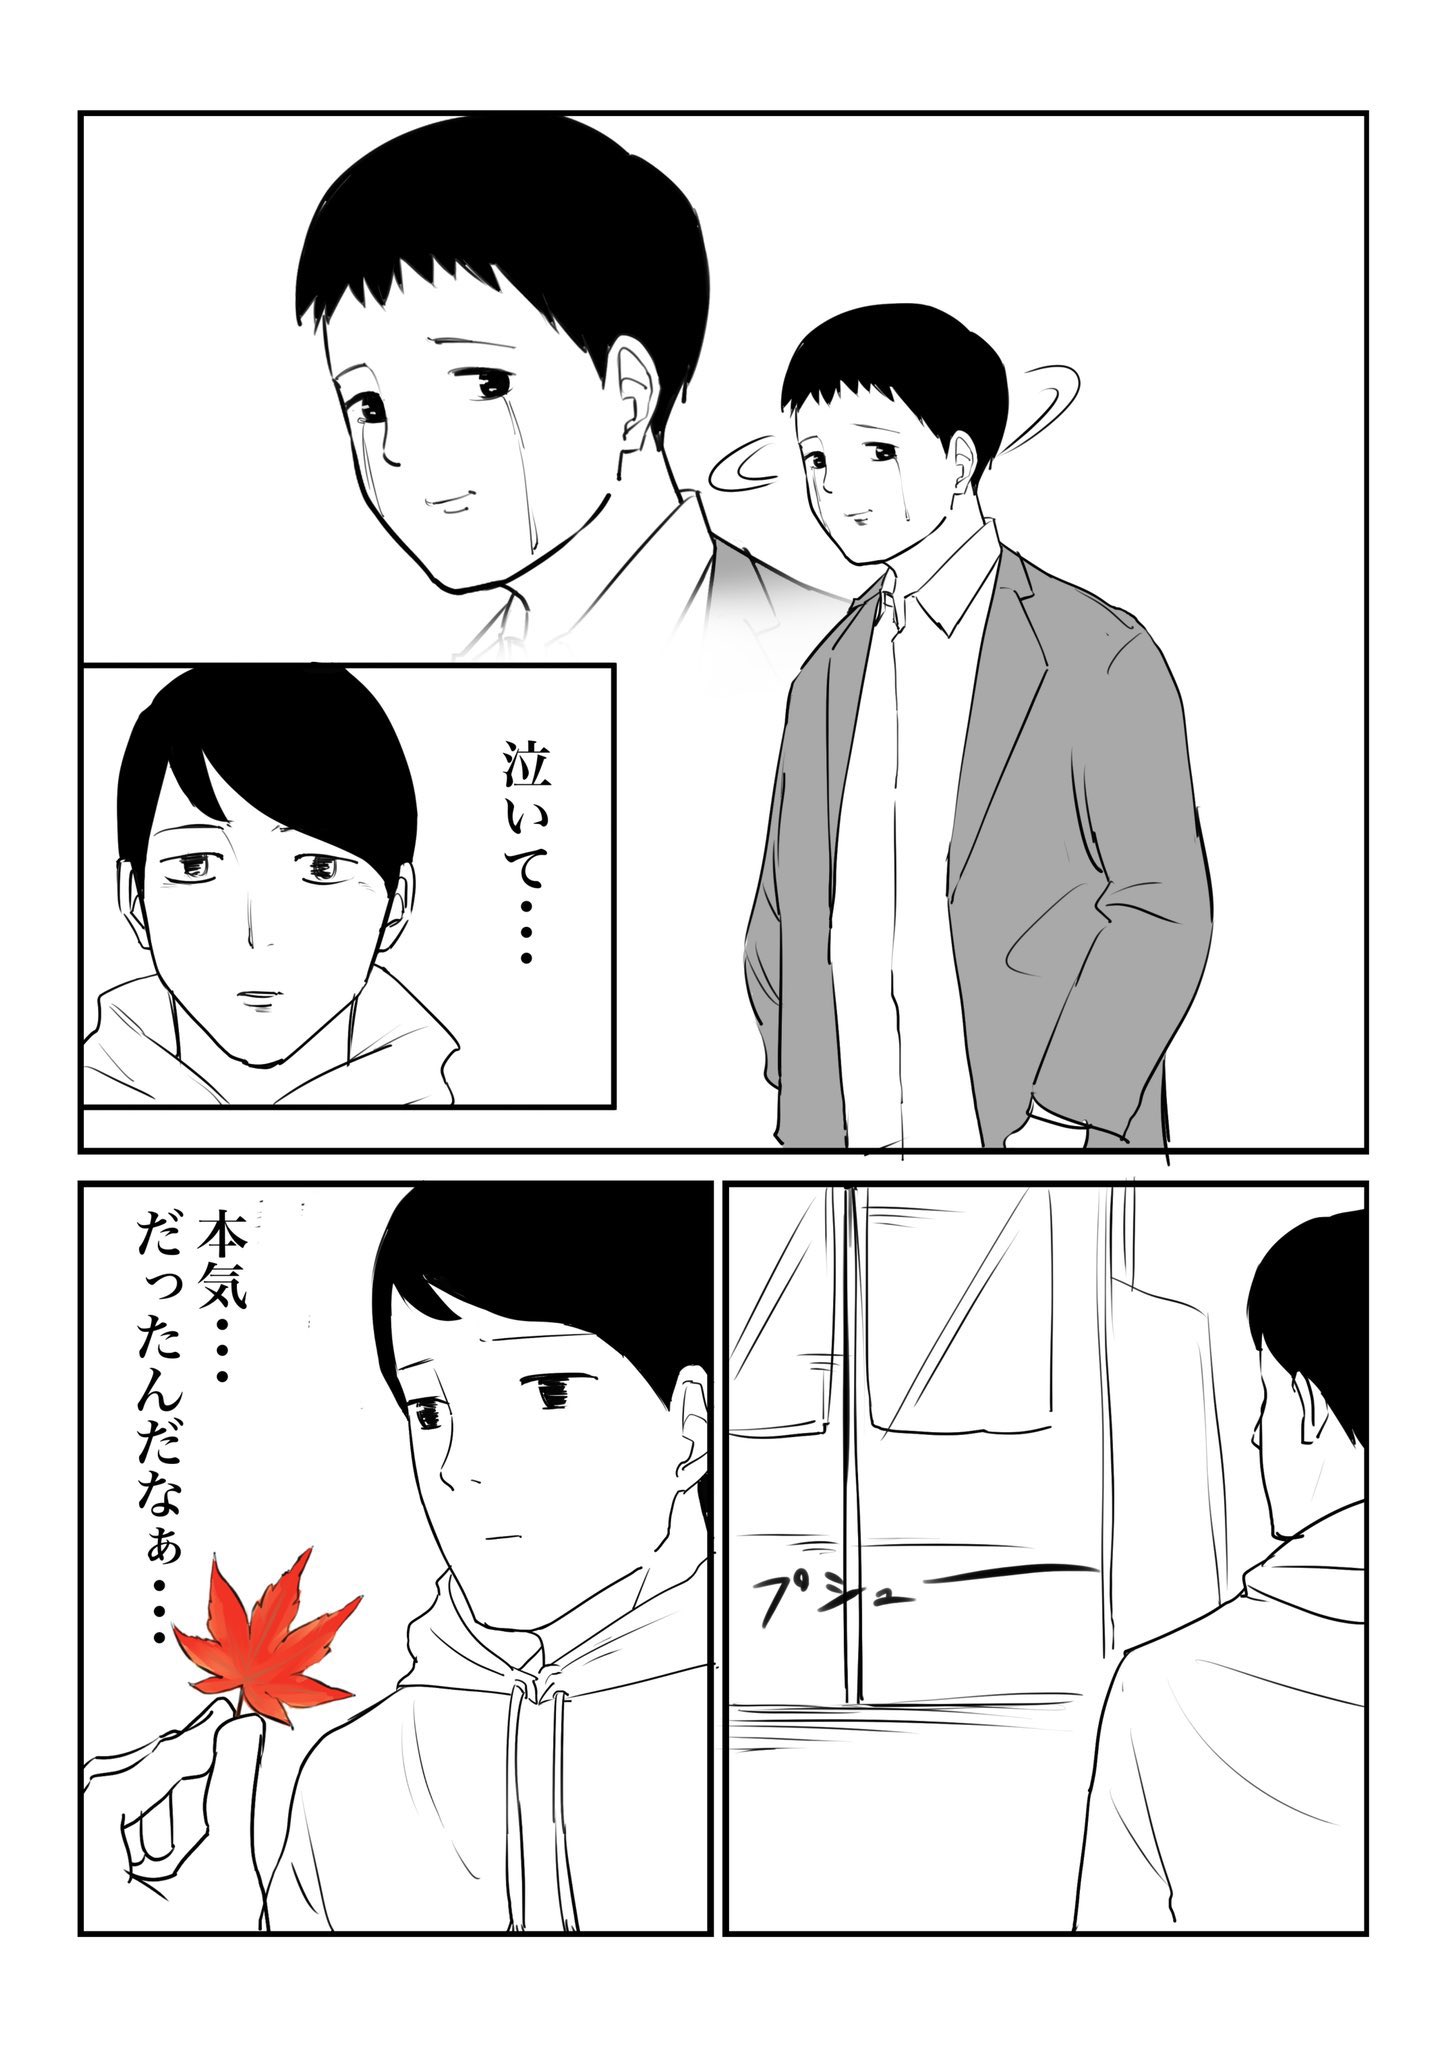 泣いて・・・
プシュー
本気・・・
だったんだなぁ・・・